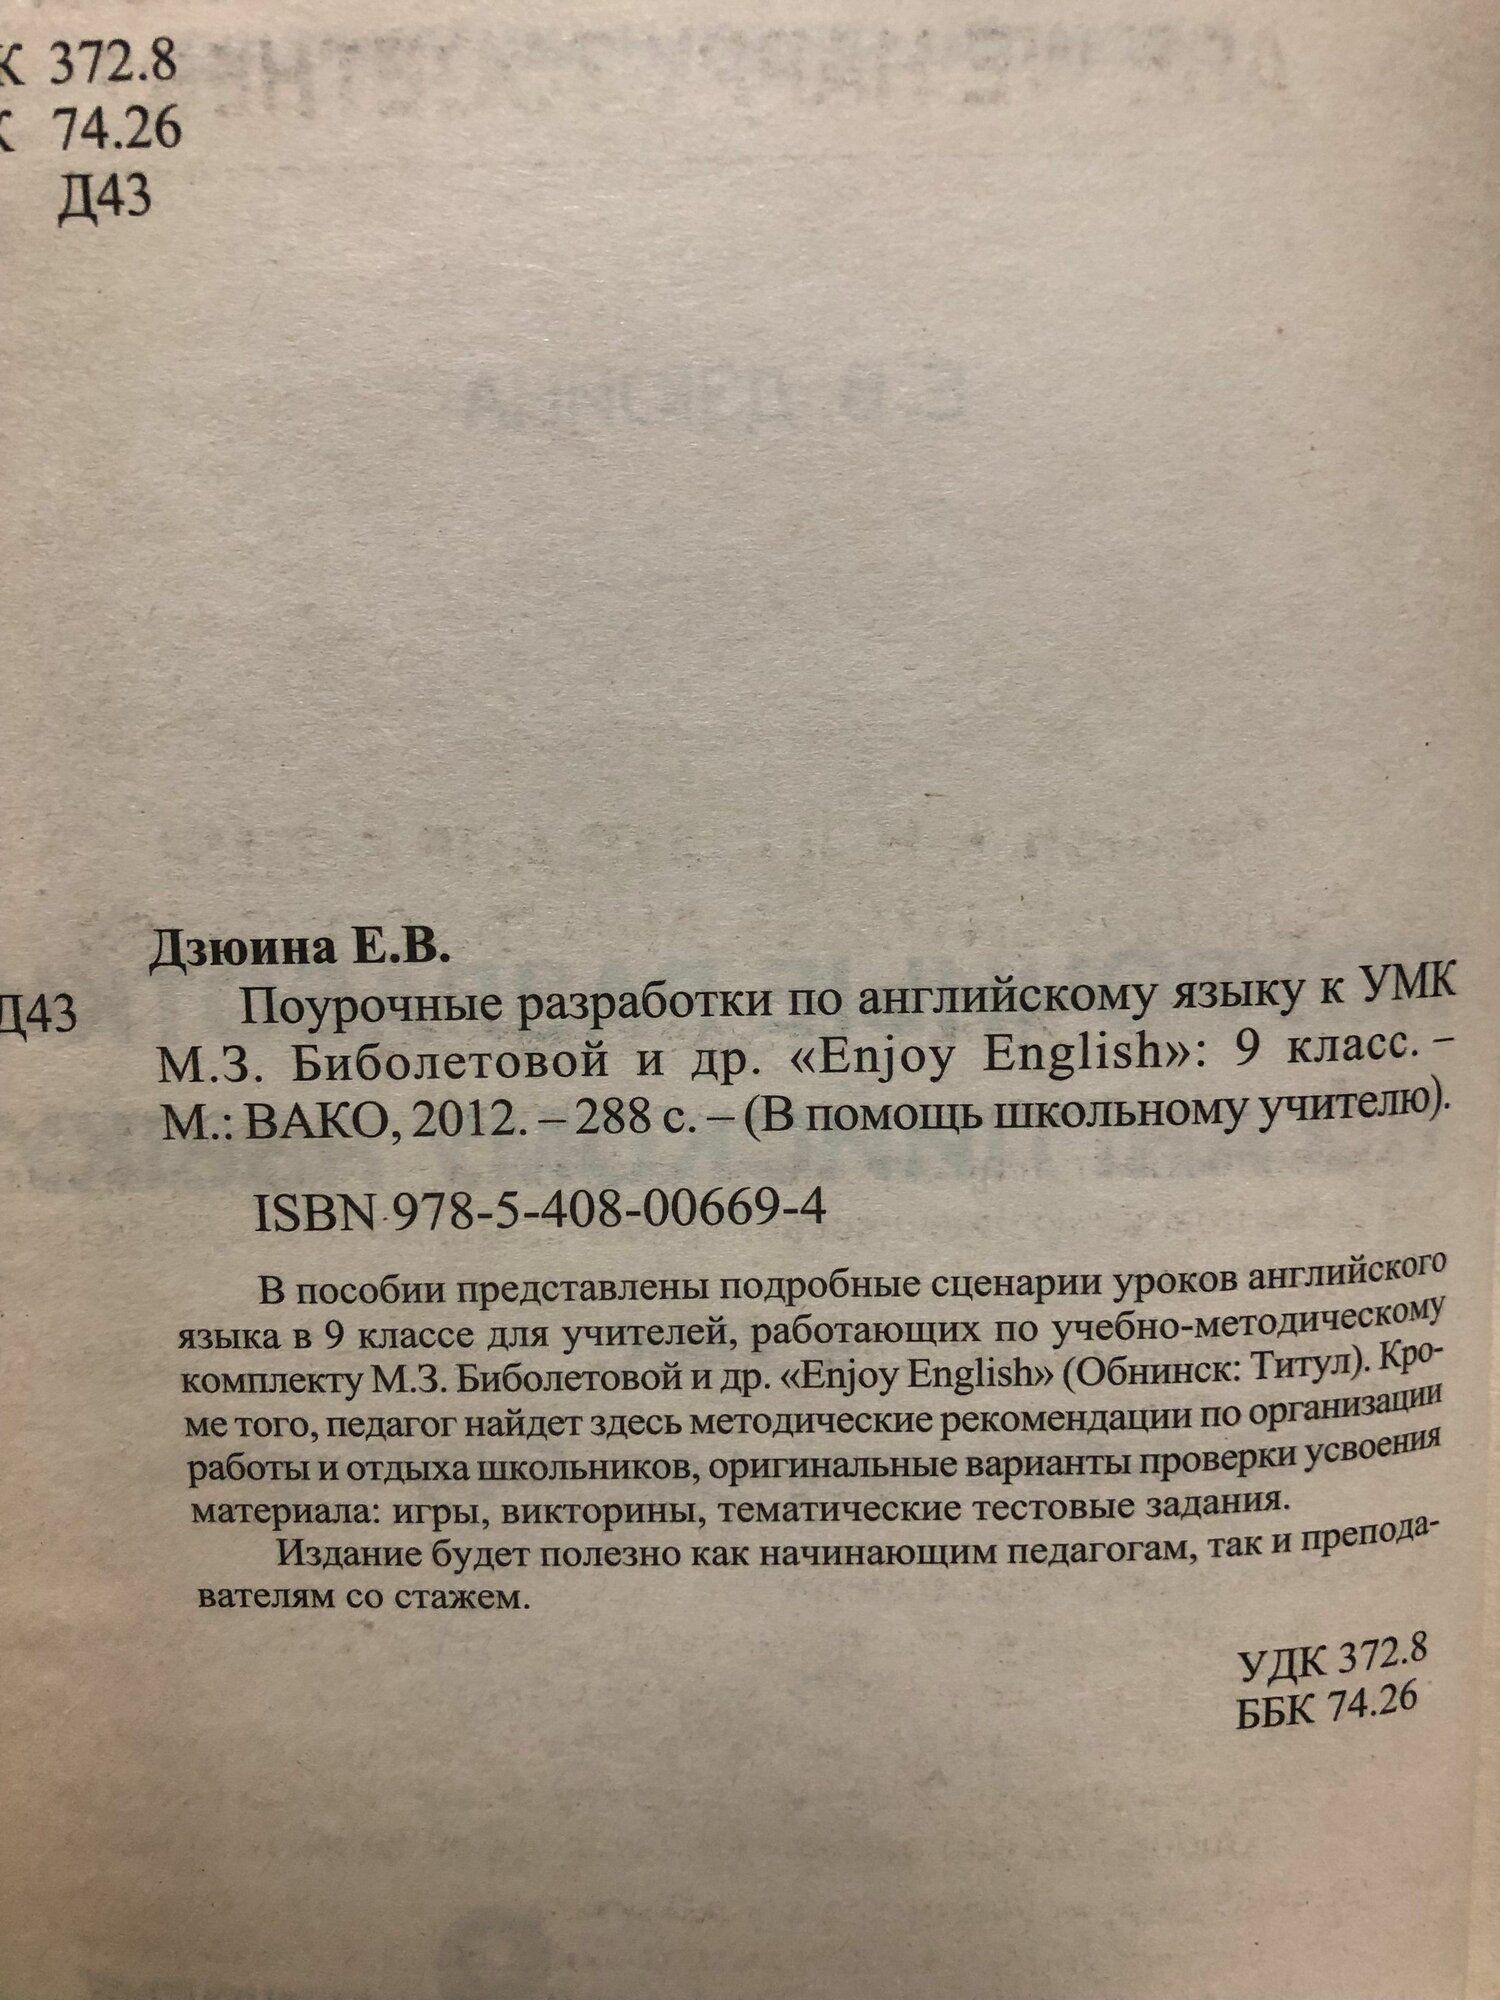 К 372.8
К 74.26
Д43
Дзюина Е.В.
Д43 Поурочные разработки по английскому языку к УМК
М.З. Биболетовой и др. «Enjoy English»: 9 класс. –
М.: ВАКО, 2012. – 288 с. – (В помощь школьному учителю).
ISBN 978-5-408-00669-4
В пособии представлены подробные сценарии уроков английского
языка в 9 классе для учителей, работающих по учебно-методическому
комплекту М.З. Биболетовой и др. «Enjoy English» (Обнинск: Титул). Кро-
ме того, педагог найдет здесь методические рекомендации по организации
работы и отдыха школьников, оригинальные варианты проверки усвоения
материала: игры, викторины, тематические тестовые задания.
Издание будет полезно как начинающим педагогам, так и препода-
вателям со стажем.
УДК 372.8
ББК 74.26